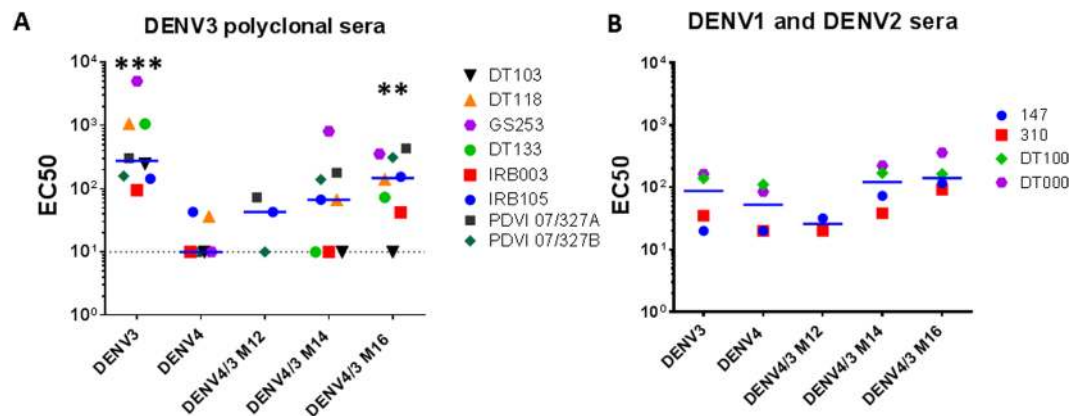 A
DENV3 polyclonal sera
EC50
10⁴
10³
10²
10¹
10⁰
***
**
DENV3
DENV4
DENV4/3 M12
DENV4/3 M14
DENV4/3 M16
DT103
DT118
GS253
DT133
IRB003
IRB105
PDVI 07/327A
PDVI 07/327B
B
DENV1 and DENV2 sera
EC50
10⁴
10³
10²
10¹
10⁰
DENV3
DENV4
DENV4/3 M12
DENV4/3 M14
DENV4/3 M16
147
310
DT100
DT000